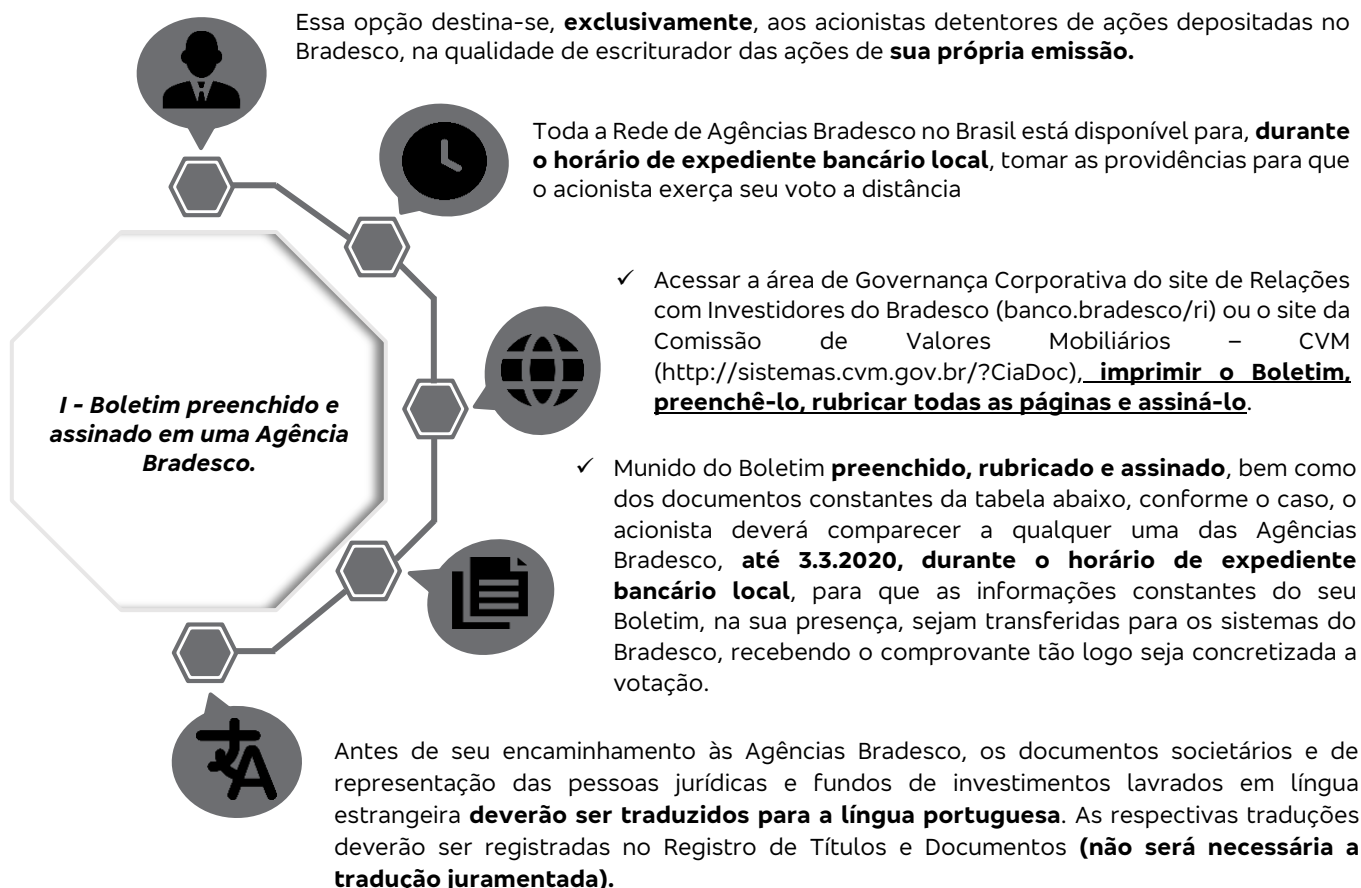 Essa opção destina-se, exclusivamente, aos acionistas detentores de ações depositadas no
Bradesco, na qualidade de escriturador das ações de sua própria emissão.
Toda a Rede de Agências Bradesco no Brasil está disponível para, durante
o horário de expediente bancário local, tomar as providências para que
o acionista exerça seu voto a distância
✓ Acessar a área de Governança Corporativa do site de Relações
com Investidores do Bradesco (banco.bradesco/ri) ou o site da
Comissão de Valores Mobiliários – CVM
(http://sistemas.cvm.gov.br/?CiaDoc), imprimir o Boletim,
preenchê-lo, rubricar todas as páginas e assiná-lo.
I - Boletim preenchido e
assinado em uma Agência
Bradesco.
✓ Munido do Boletim preenchido, rubricado e assinado, bem como
dos documentos constantes da tabela abaixo, conforme o caso, o
acionista deverá comparecer a qualquer uma das Agências
Bradesco, até 3.3.2020, durante o horário de expediente
bancário local, para que as informações constantes do seu
Boletim, na sua presença, sejam transferidas para os sistemas do
Bradesco, recebendo o comprovante tão logo seja concretizada a
votação.
Antes de seu encaminhamento às Agências Bradesco, os documentos societários e de
representação das pessoas jurídicas e fundos de investimentos lavrados em língua
estrangeira deverão ser traduzidos para a língua portuguesa. As respectivas traduções
deverão ser registradas no Registro de Títulos e Documentos (não será necessária a
tradução juramentada).